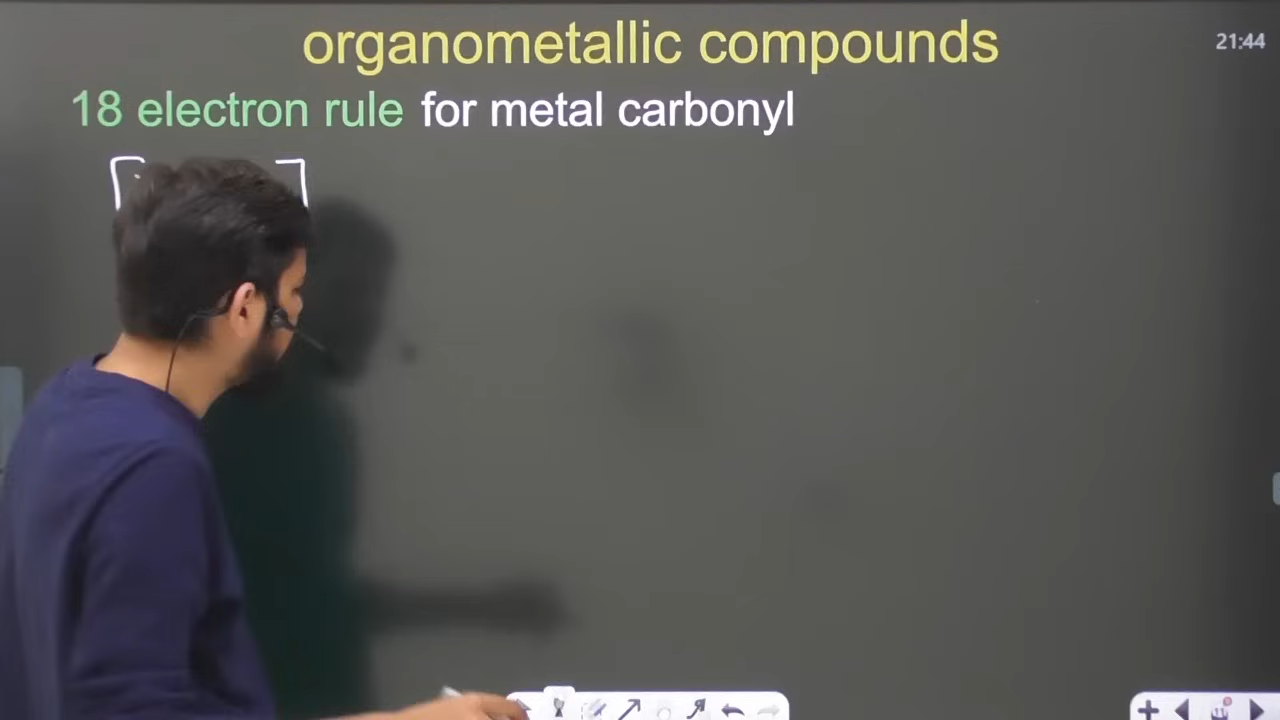 organometallic compounds
21:44
18 electron rule for metal carbonyl